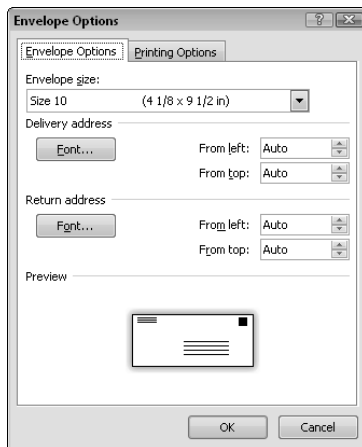 Envelope Options
Envelope Options Printing Options
Envelope size:
Size 10 (4 1/8 x 9 1/2 in)
Delivery address
Font... From left: Auto
From top: Auto
Return address
Font... From left: Auto
From top: Auto
Preview
OK Cancel